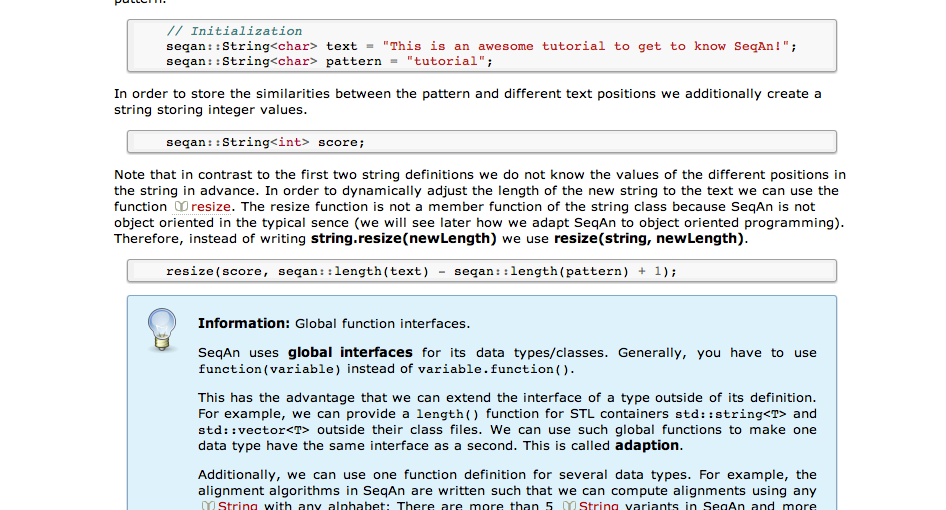 pattern.
// Initialization
seqan::String<char> text = "This is an awesome tutorial to get to know SeqAn!";
seqan::String<char> pattern = "tutorial";
In order to store the similarities between the pattern and different text positions we additionally create a
string storing integer values.
seqan::String<int> score;
Note that in contrast to the first two string definitions we do not know the values of the different positions in
the string in advance. In order to dynamically adjust the length of the new string to the text we can use the
function resize. The resize function is not a member function of the string class because SeqAn is not
object oriented in the typical sence (we will see later how we adapt SeqAn to object oriented programming).
Therefore, instead of writing string.resize(newLength) we use resize(string, newLength).
resize(score, seqan::length(text) - seqan::length(pattern) + 1);
Information: Global function interfaces.
SeqAn uses global interfaces for its data types/classes. Generally, you have to use
function(variable) instead of variable.function().
This has the advantage that we can extend the interface of a type outside of its definition.
For example, we can provide a length() function for STL containers std::string<T> and
std::vector<T> outside their class files. We can use such global functions to make one
data type have the same interface as a second. This is called adaption.
Additionally, we can use one function definition for several data types. For example, the
alignment algorithms in SeqAn are written such that we can compute alignments using any
String with any alphabet: There are more than 5 String variants in SeqAn and more